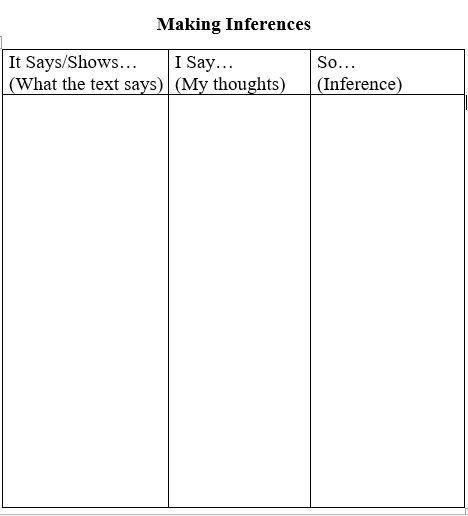 Making Inferences
It Says/Shows… I Say… So…
(What the text says) (My thoughts) (Inference)